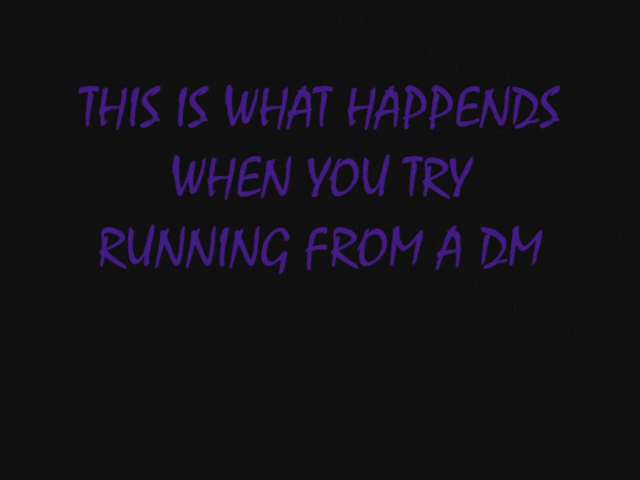 THIS IS WHAT HAPPENDS
WHEN YOU TRY
RUNNING FROM A DM